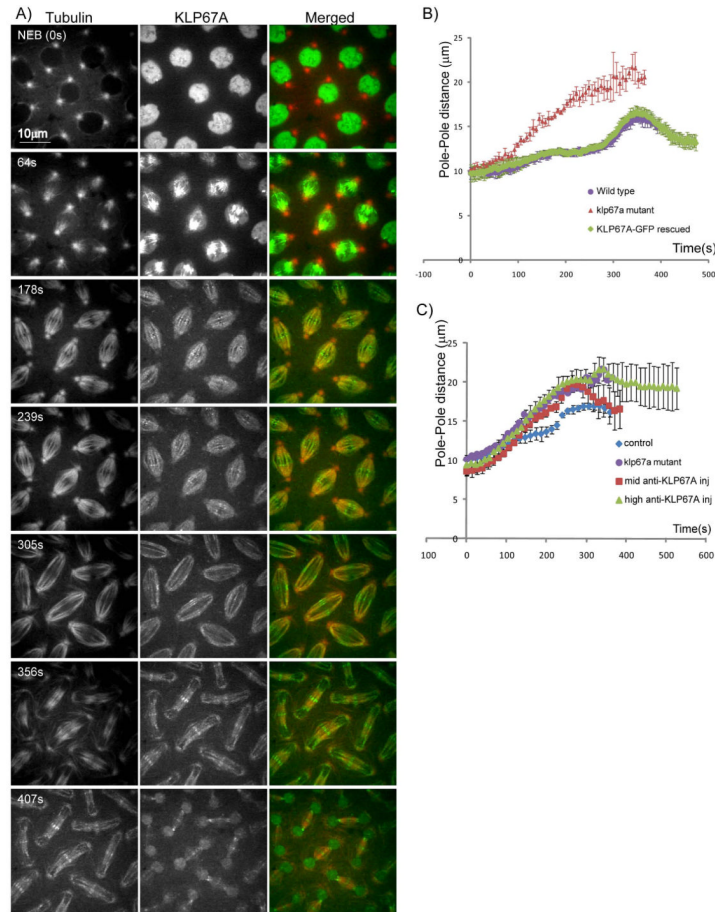 A)
Tubulin KLP67A Merged
NEB (0s)
10μm
64s
178s
239s
305s
356s
407s
B)
Pole-Pole distance (μm)
25
20
15
10
5
0
-100 0 100 200 300 400 500
Time(s)
Wild type
klp67a mutant
KLP67A-GFP rescued
C)
Pole-Pole distance (μm)
25
20
15
10
5
0
100 0 100 200 300 400 500 600
Time(s)
control
klp67a mutant
mid anti-KLP67A inj
high anti-KLP67A inj